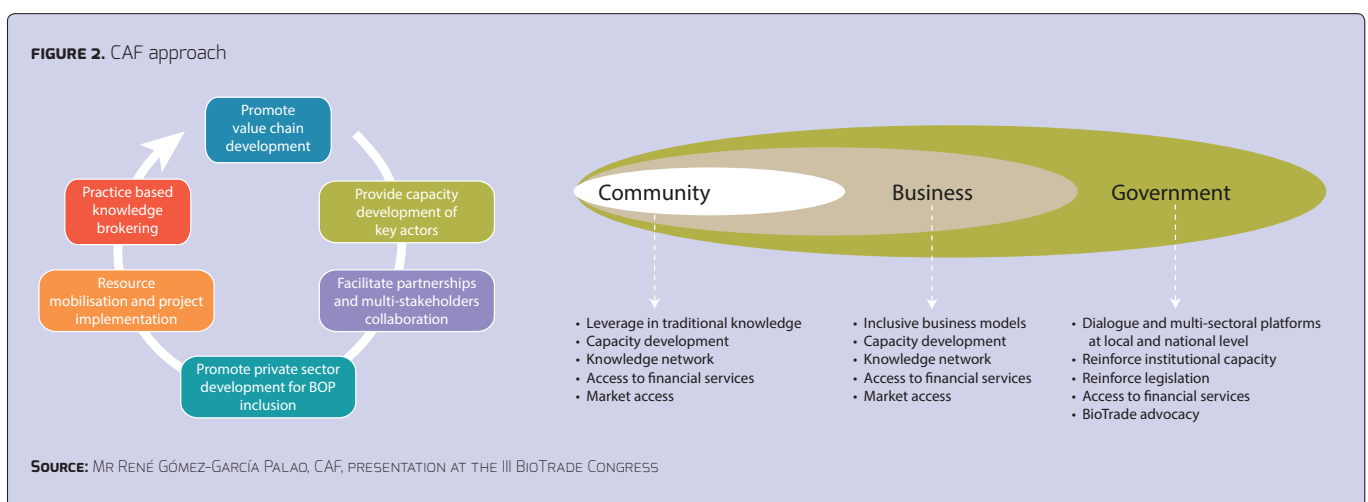 FIGURE 2. CAF approach
Promote
value chain
development
Provide capacity
development of
key actors
Facilitate partnerships
and multi-stakeholders
collaboration
Promote private sector
development for BOP
inclusion
Resource
mobilisation and project
implementation
Practice based
knowledge
brokering
Community
Business
Government
• Leverage in traditional knowledge
• Capacity development
• Knowledge network
• Access to financial services
• Market access
• Inclusive business models
• Capacity development
• Knowledge network
• Access to financial services
• Market access
• Dialogue and multi-sectoral platforms
at local and national level
• Reinforce institutional capacity
• Reinforce legislation
• Access to financial services
• BioTrade advocacy
SOURCE: MR RENÉ GÓMEZ-GARCÍA PALAO, CAF, PRESENTATION AT THE III BIOTRADE CONGRESS